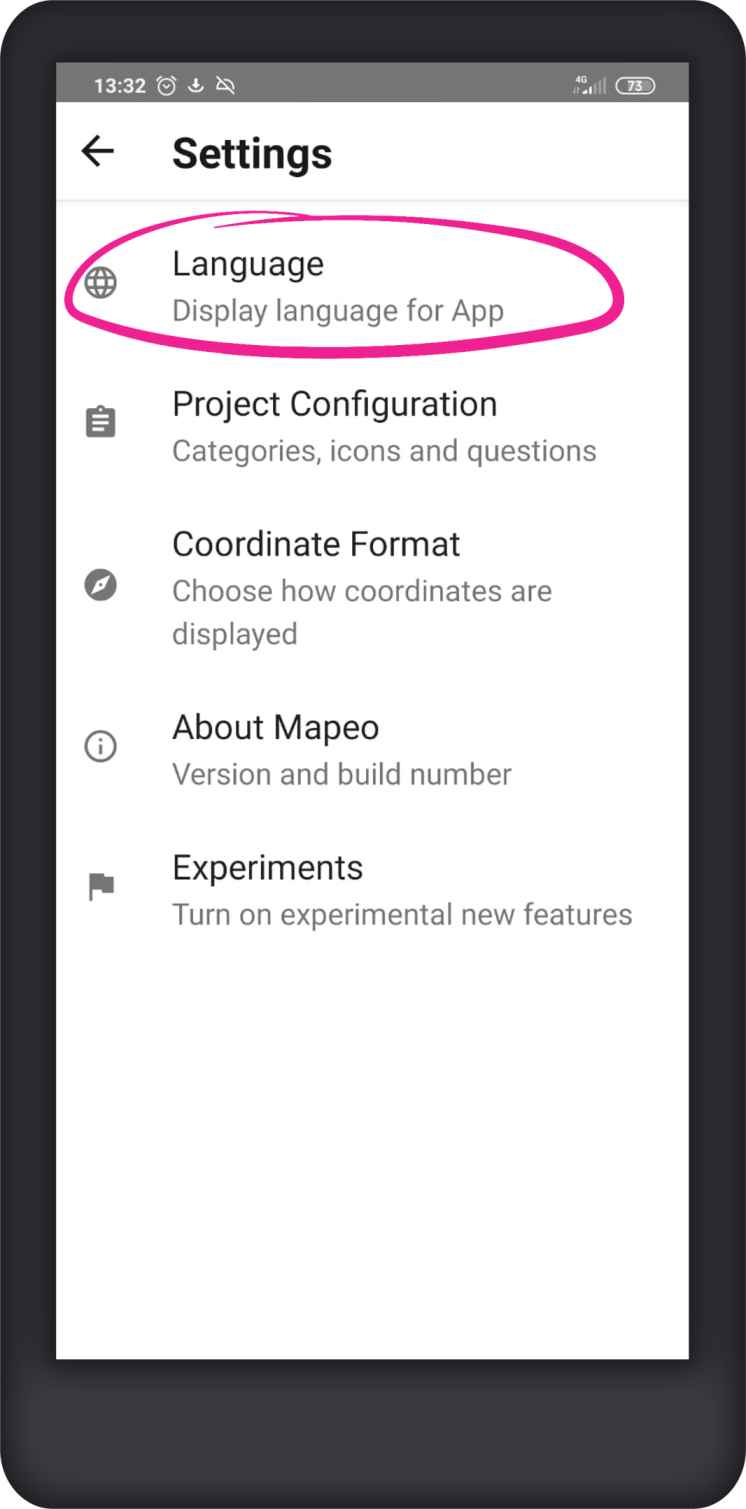 13:32
4G
73
Settings
Language
Display language for App
Project Configuration
Categories, icons and questions
Coordinate Format
Choose how coordinates are
displayed
About Mapeo
Version and build number
Experiments
Turn on experimental new features